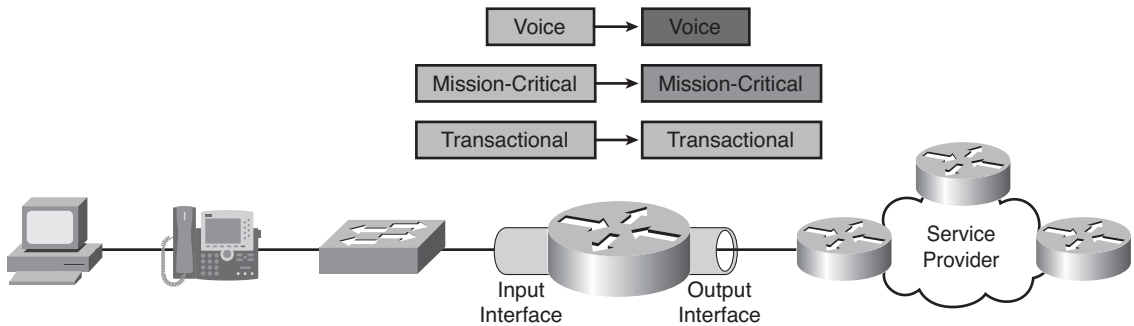 Voice Voice
Mission-Critical Mission-Critical
Transactional Transactional
Service
Provider
Input
Interface
Output
Interface